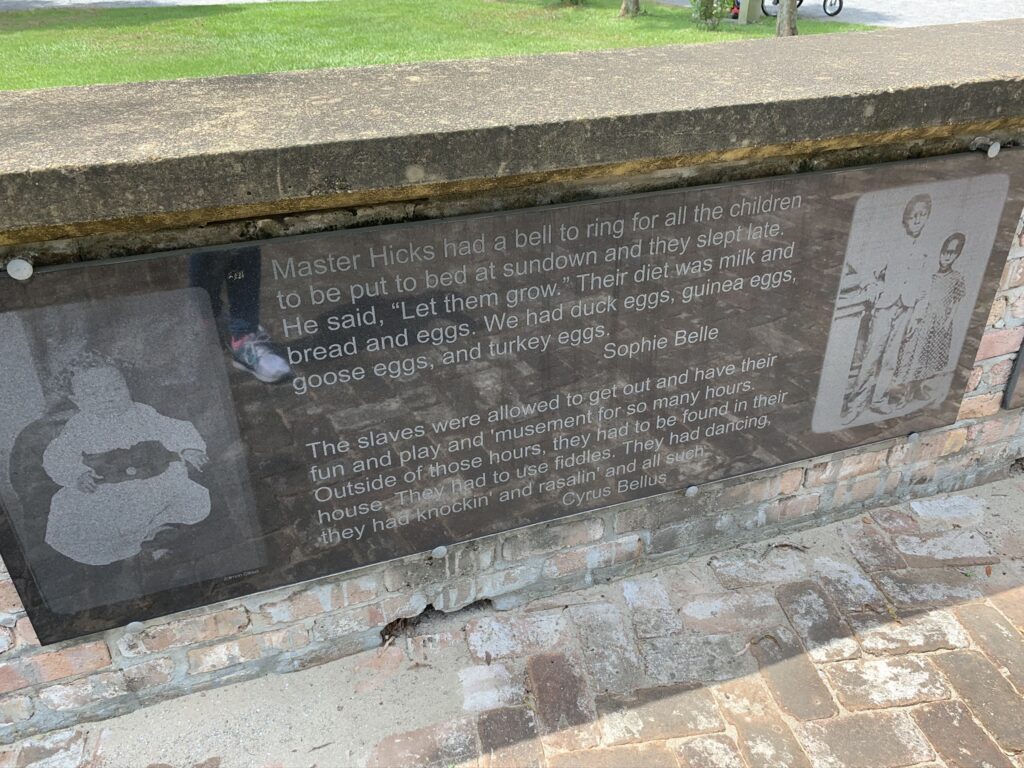 Master Hicks had a bell to ring for all the children
to be put to bed at sundown and they slept late.
He said, “Let them grow.” Their diet was milk and
bread and eggs. We had duck eggs, guinea eggs,
goose eggs, and turkey eggs.
Sophie Belle
The slaves were allowed to get out and have their
fun and play and 'musement for so many hours.
Outside of those hours, they had to be found in their
house. They had to use fiddles. They had dancing,
they had knockin' and rasalin' and all such.
Cyrus Bellus